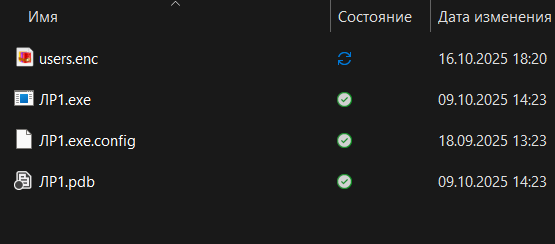 Имя Состояние Дата изменения
users.enc 16.10.2025 18:20
ЛР1.exe 09.10.2025 14:23
ЛР1.exe.config 18.09.2025 13:23
ЛР1.pdb 09.10.2025 14:23